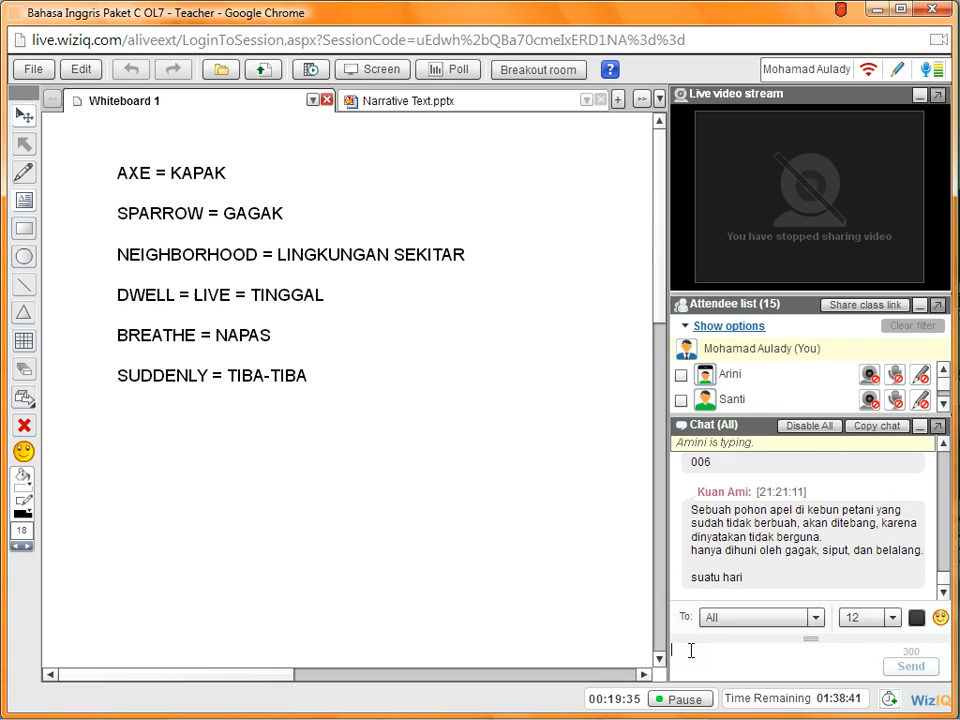 Bahasa Inggris Paket C OL7 - Teacher - Google Chrome
live.wiziq.com/aliveext/LoginToSession.aspx?SessionCode=uEdwh%2bQBa70cmeIxERD1NA%3d%3d
File Edit Screen Poll Breakout room ? Mohamad Aulady
Whiteboard 1
Narrative Text.pptx
AXE = KAPAK
SPARROW = GAGAK
NEIGHBORHOOD = LINGKUNGAN SEKITAR
DWELL = LIVE = TINGGAL
BREATHE = NAPAS
SUDDENLY = TIBA-TIBA
18
Live video stream
You have stopped sharing video
Attendee list (15)
Share class link
Show options
Clear filter
Mohamad Aulady (You)
Arini
Santi
Chat (All)
Disable All
Copy chat
Amini is typing.
006
Kuan Ami: [21:21:11]
Sebuah pohon apel di kebun petani yang
sudah tidak berbuah, akan ditebang, karena
dinyatakan tidak berguna.
hanya dihuni oleh gagak, siput, dan belalang.
suatu hari
To: All 12
300
Send
00:19:35 Pause Time Remaining 01:38:41 WizIQ